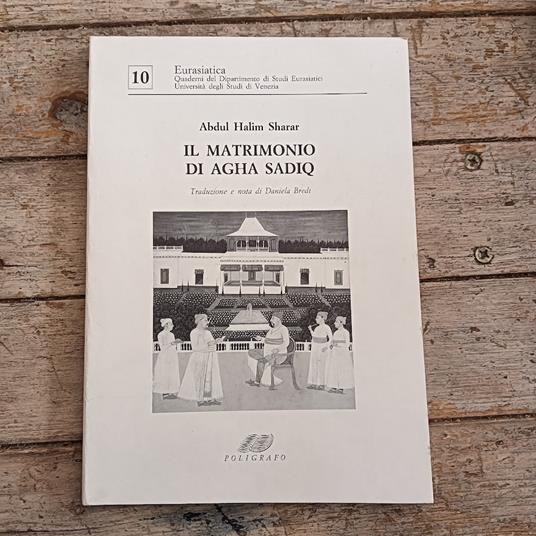 10
Eurasiatica
Quaderni del Dipartimento di Studi Eurasiatici
Università degli Studi di Venezia
Abdul Halim Sharar
IL MATRIMONIO
DI AGHA SADIQ
Traduzione e nota di Daniela Bredi
POLIGRAFO